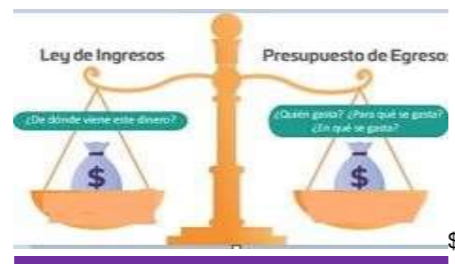 Ley de Ingresos
Presupuesto de Egreso
¿De dónde viene este dinero?
¿Quién gasta? ¿Para qué se gasta?
¿En qué se gasta?
$
$
$